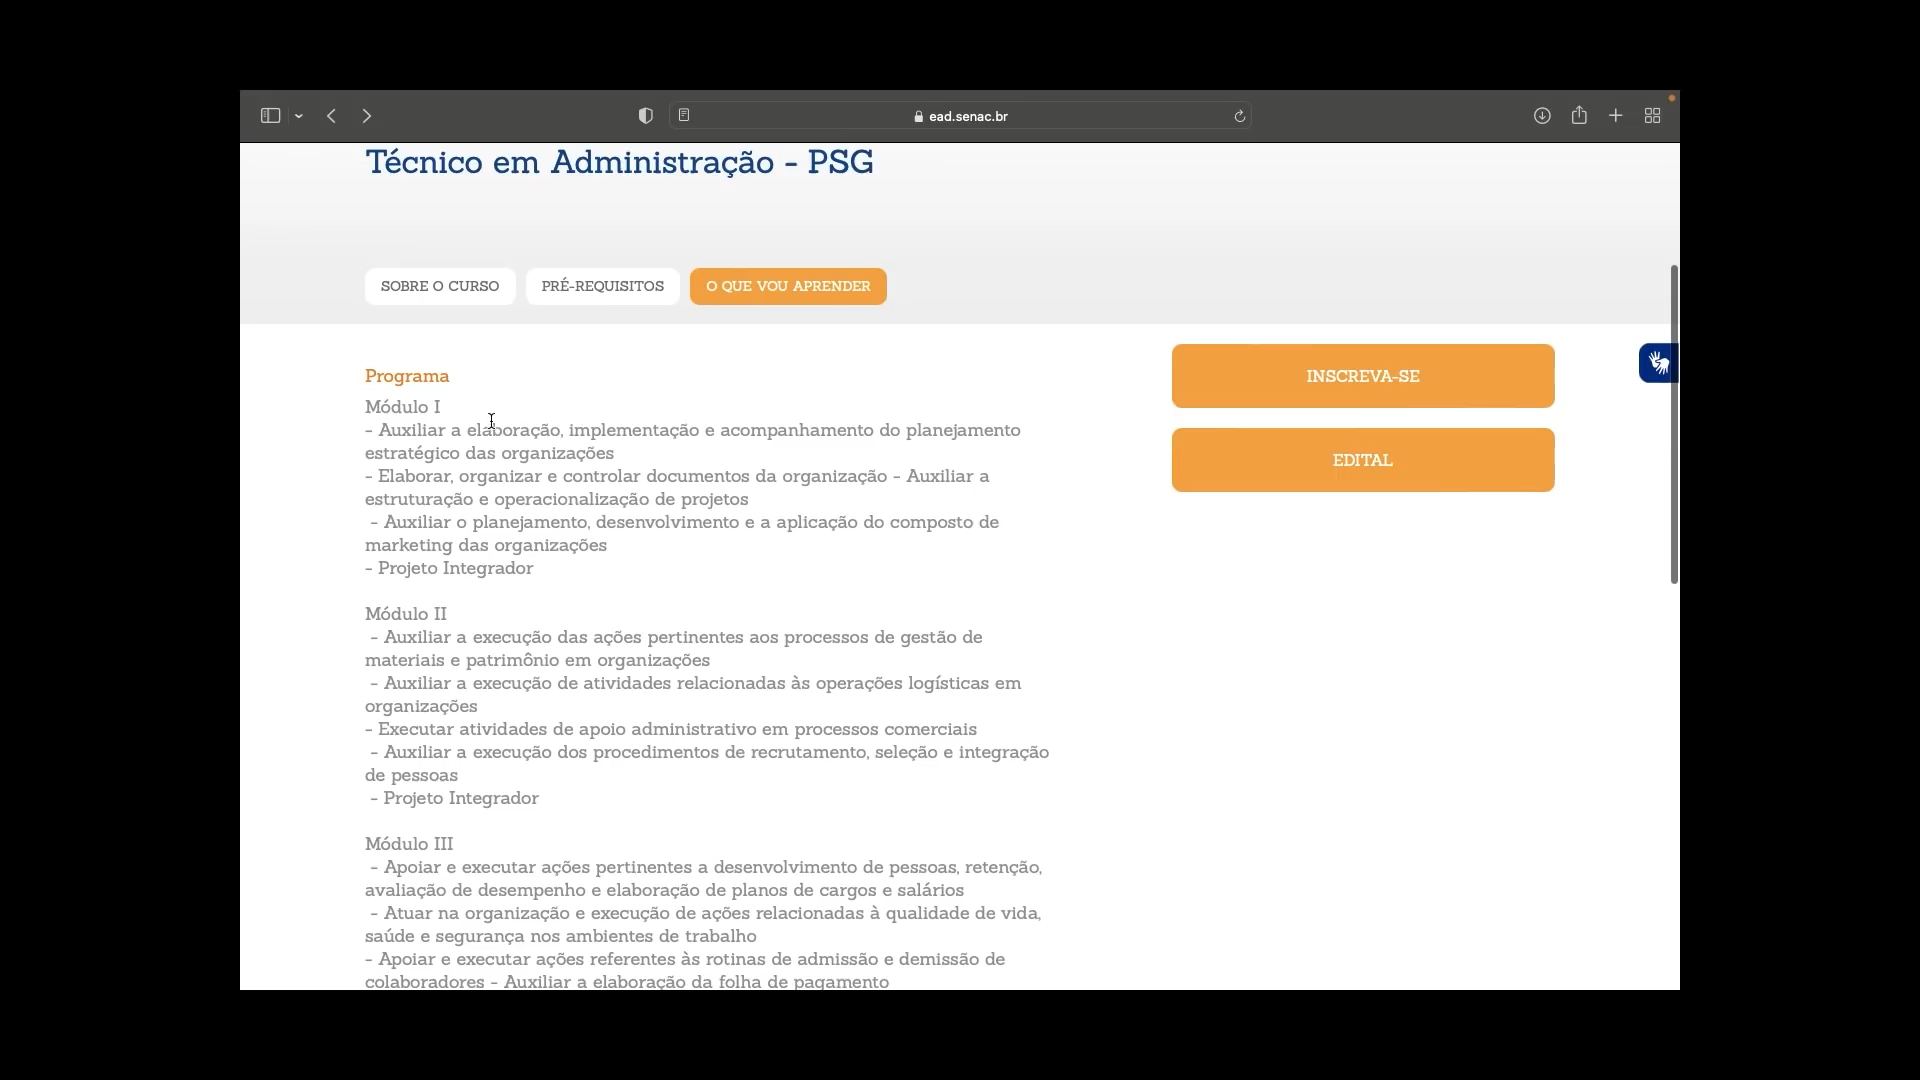 ead.senac.br
Técnico em Administração - PSG
SOBRE O CURSO
PRÉ-REQUISITOS
O QUE VOU APRENDER
Programa
Módulo I
- Auxiliar a elaboração, implementação e acompanhamento do planejamento
estratégico das organizações
- Elaborar, organizar e controlar documentos da organização - Auxiliar a
estruturação e operacionalização de projetos
- Auxiliar o planejamento, desenvolvimento e a aplicação do composto de
marketing das organizações
- Projeto Integrador
Módulo II
- Auxiliar a execução das ações pertinentes aos processos de gestão de
materiais e patrimônio em organizações
- Auxiliar a execução de atividades relacionadas às operações logísticas em
organizações
- Executar atividades de apoio administrativo em processos comerciais
- Auxiliar a execução dos procedimentos de recrutamento, seleção e integração
de pessoas
- Projeto Integrador
Módulo III
- Apoiar e executar ações pertinentes a desenvolvimento de pessoas, retenção,
avaliação de desempenho e elaboração de planos de cargos e salários
- Atuar na organização e execução de ações relacionadas à qualidade de vida,
saúde e segurança nos ambientes de trabalho
- Apoiar e executar ações referentes às rotinas de admissão e demissão de
colaboradores - Auxiliar a elaboração da folha de pagamento
INSCREVA-SE
EDITAL